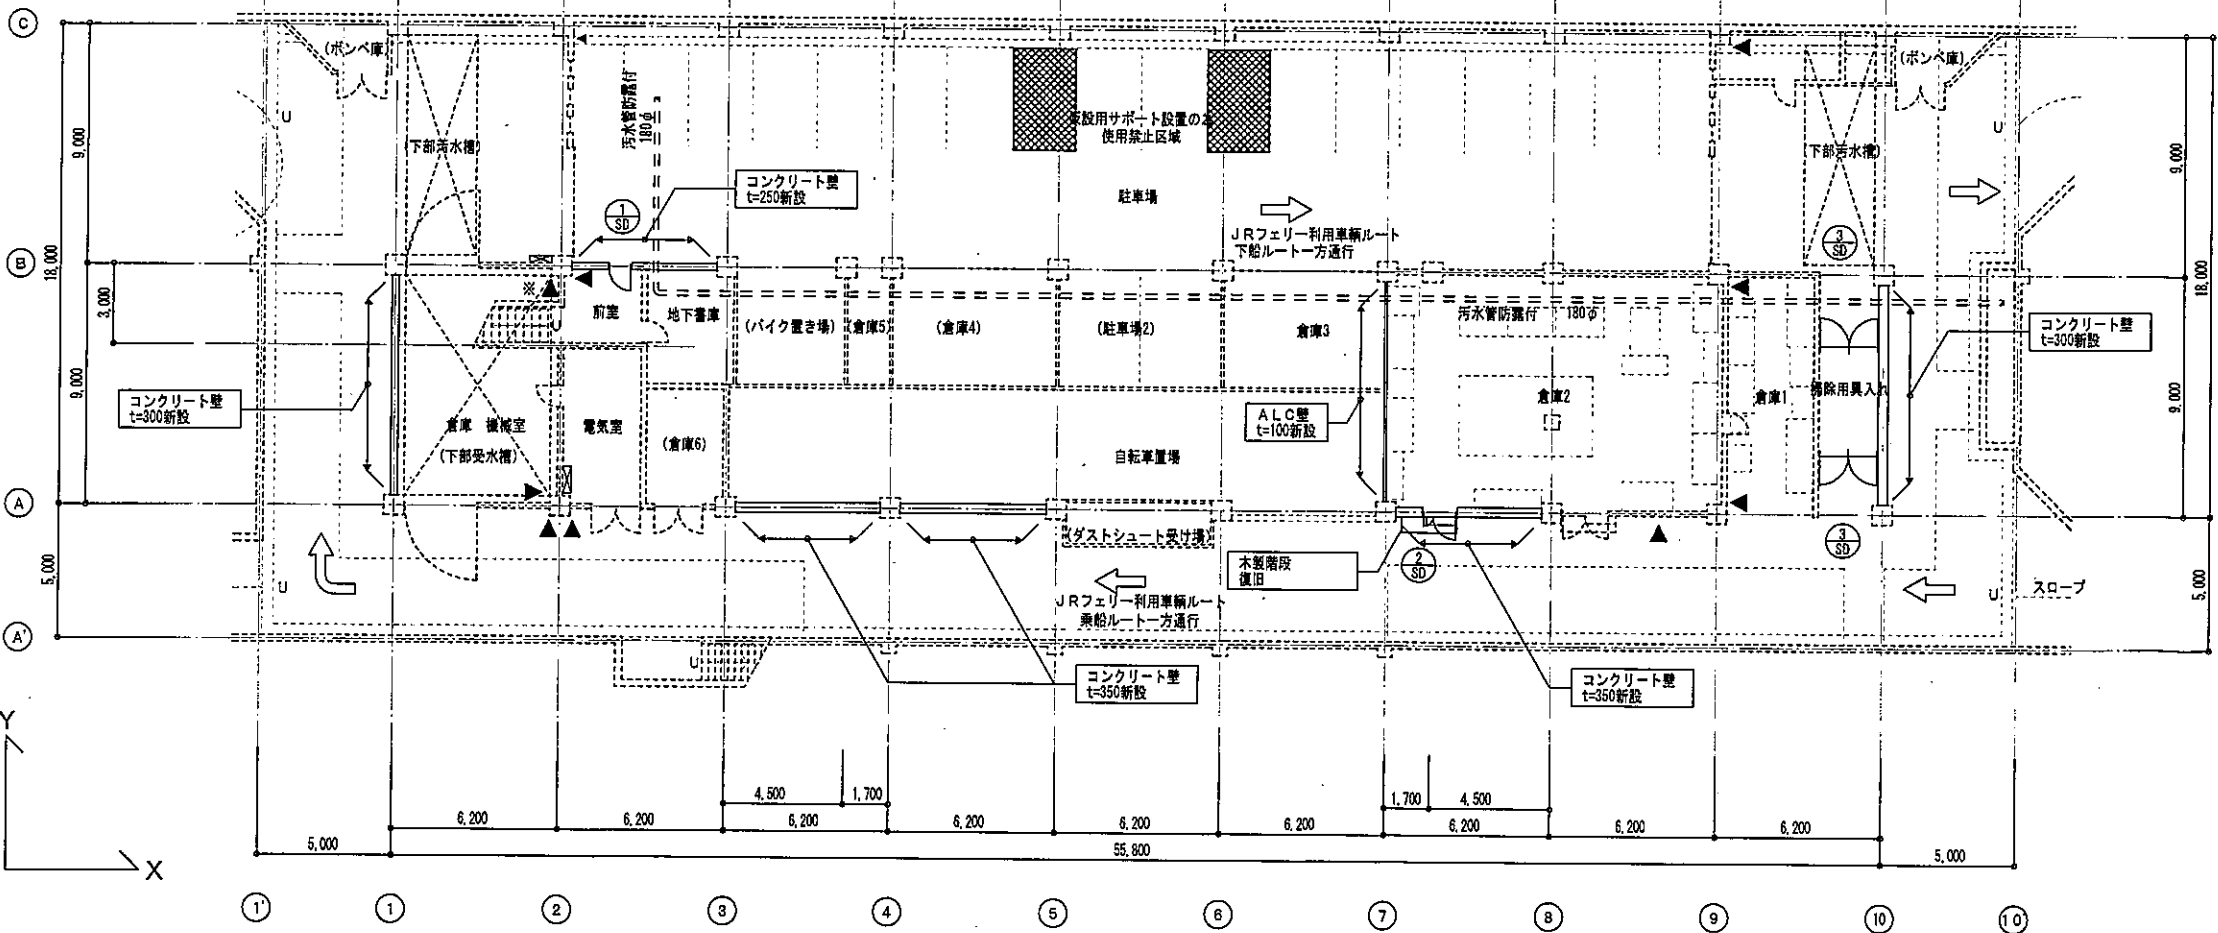 C
(ボンベ庫)
(ボンベ庫)
U
U
汚水管防露付
180φ
使用禁止区域
9,000
9,000
(下部汚水槽)
(下部汚水槽)
コンクリート壁
t=250新設
駐車場
1
SD
JRフェリー利用車輌ルート
下船ルート一方通行
3
SD
B
18,000
18,000
3,000
※
前室
地下書庫
(バイク置き場)
(倉庫5)
(倉庫4)
(駐車場2)
倉庫3
汚水管防露付 180φ
コンクリート壁
t=300新設
U
9,000
9,000
コンクリート壁
t=300新設
倉庫 機械室
(下部受水槽)
電気室
(倉庫6)
ALC壁
t=100新設
倉庫2
倉庫1
掃除用具入れ
自転車置場
A
(ダストシュート受け場)
木製階段
復旧
2
SD
3
SD
5,000
5,000
U
JRフェリー利用車輌ルート
乗船ルート一方通行
U
スロープ
A'
U
コンクリート壁
t=350新設
コンクリート壁
t=350新設
Y
X
4,500
1,700
1,700
4,500
6,200
6,200
6,200
6,200
6,200
6,200
6,200
6,200
6,200
5,000
55,800
5,000
1'
1
2
3
4
5
6
7
8
9
10
10'